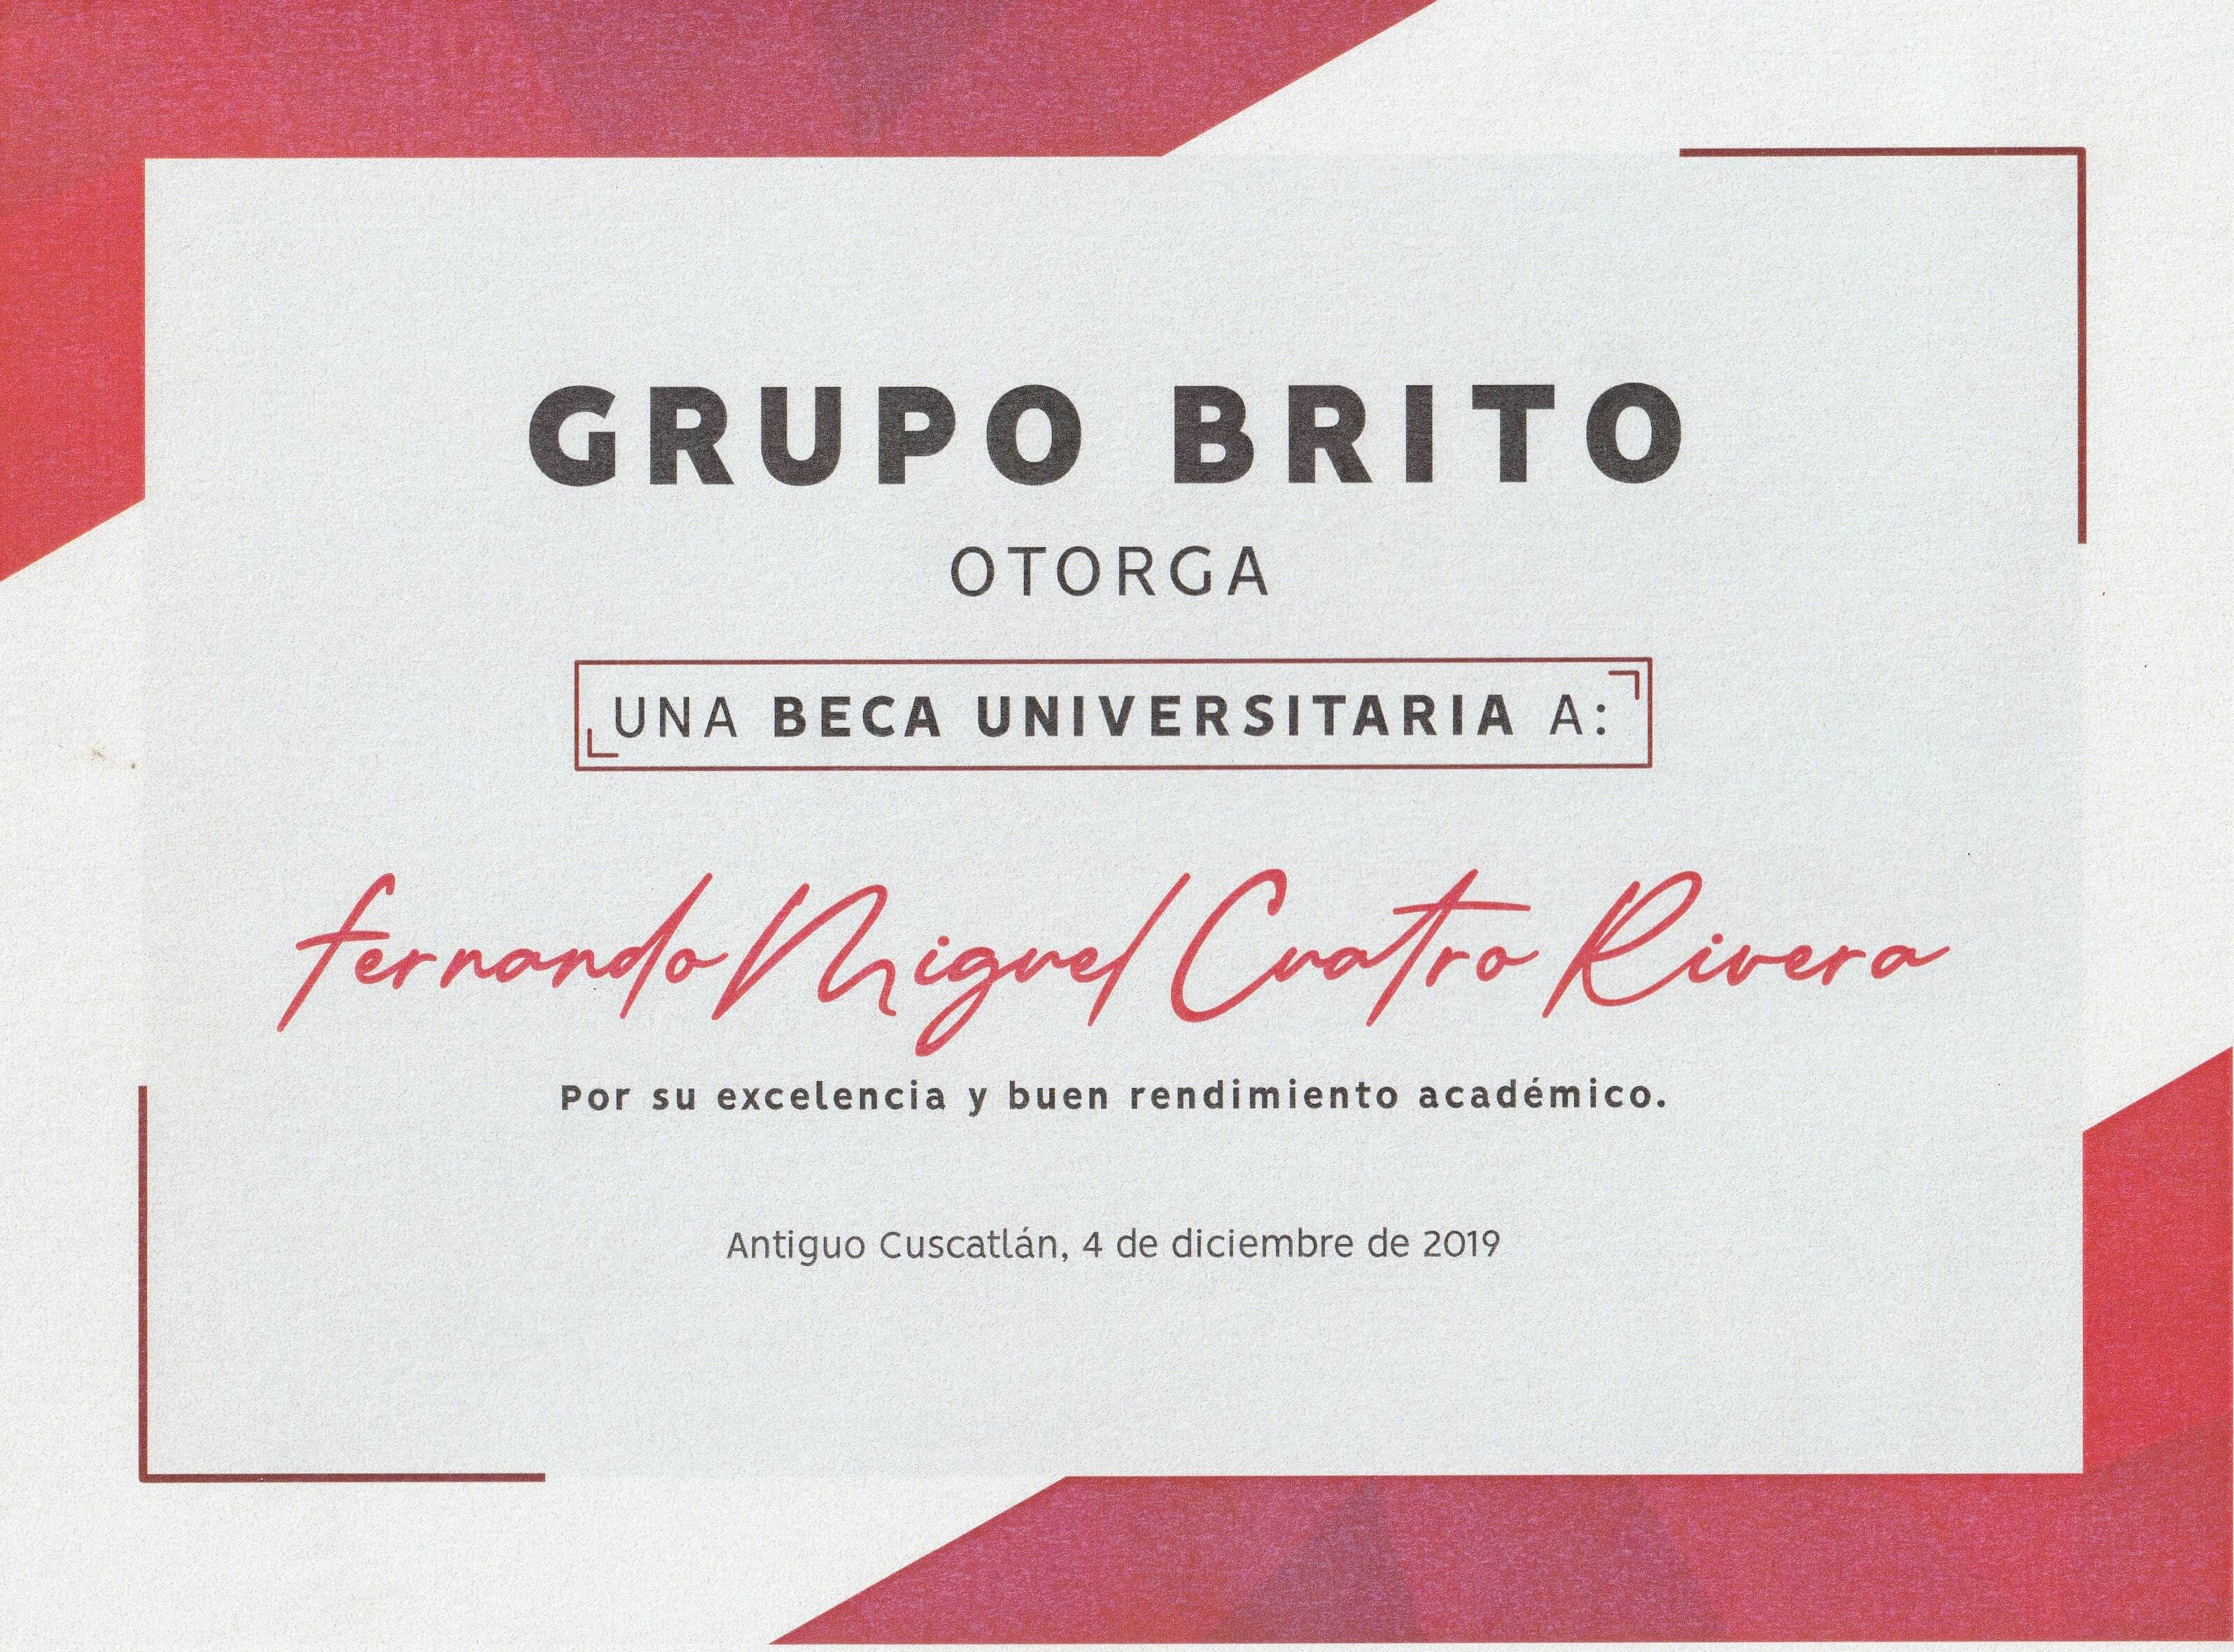 GRUPO BRITO
OTORGA
UNA BECA UNIVERSITARIA A:
Fernando Miguel Cuatro Rivera
Por su excelencia y buen rendimiento académico.
Antiguo Cuscatlán, 4 de diciembre de 2019